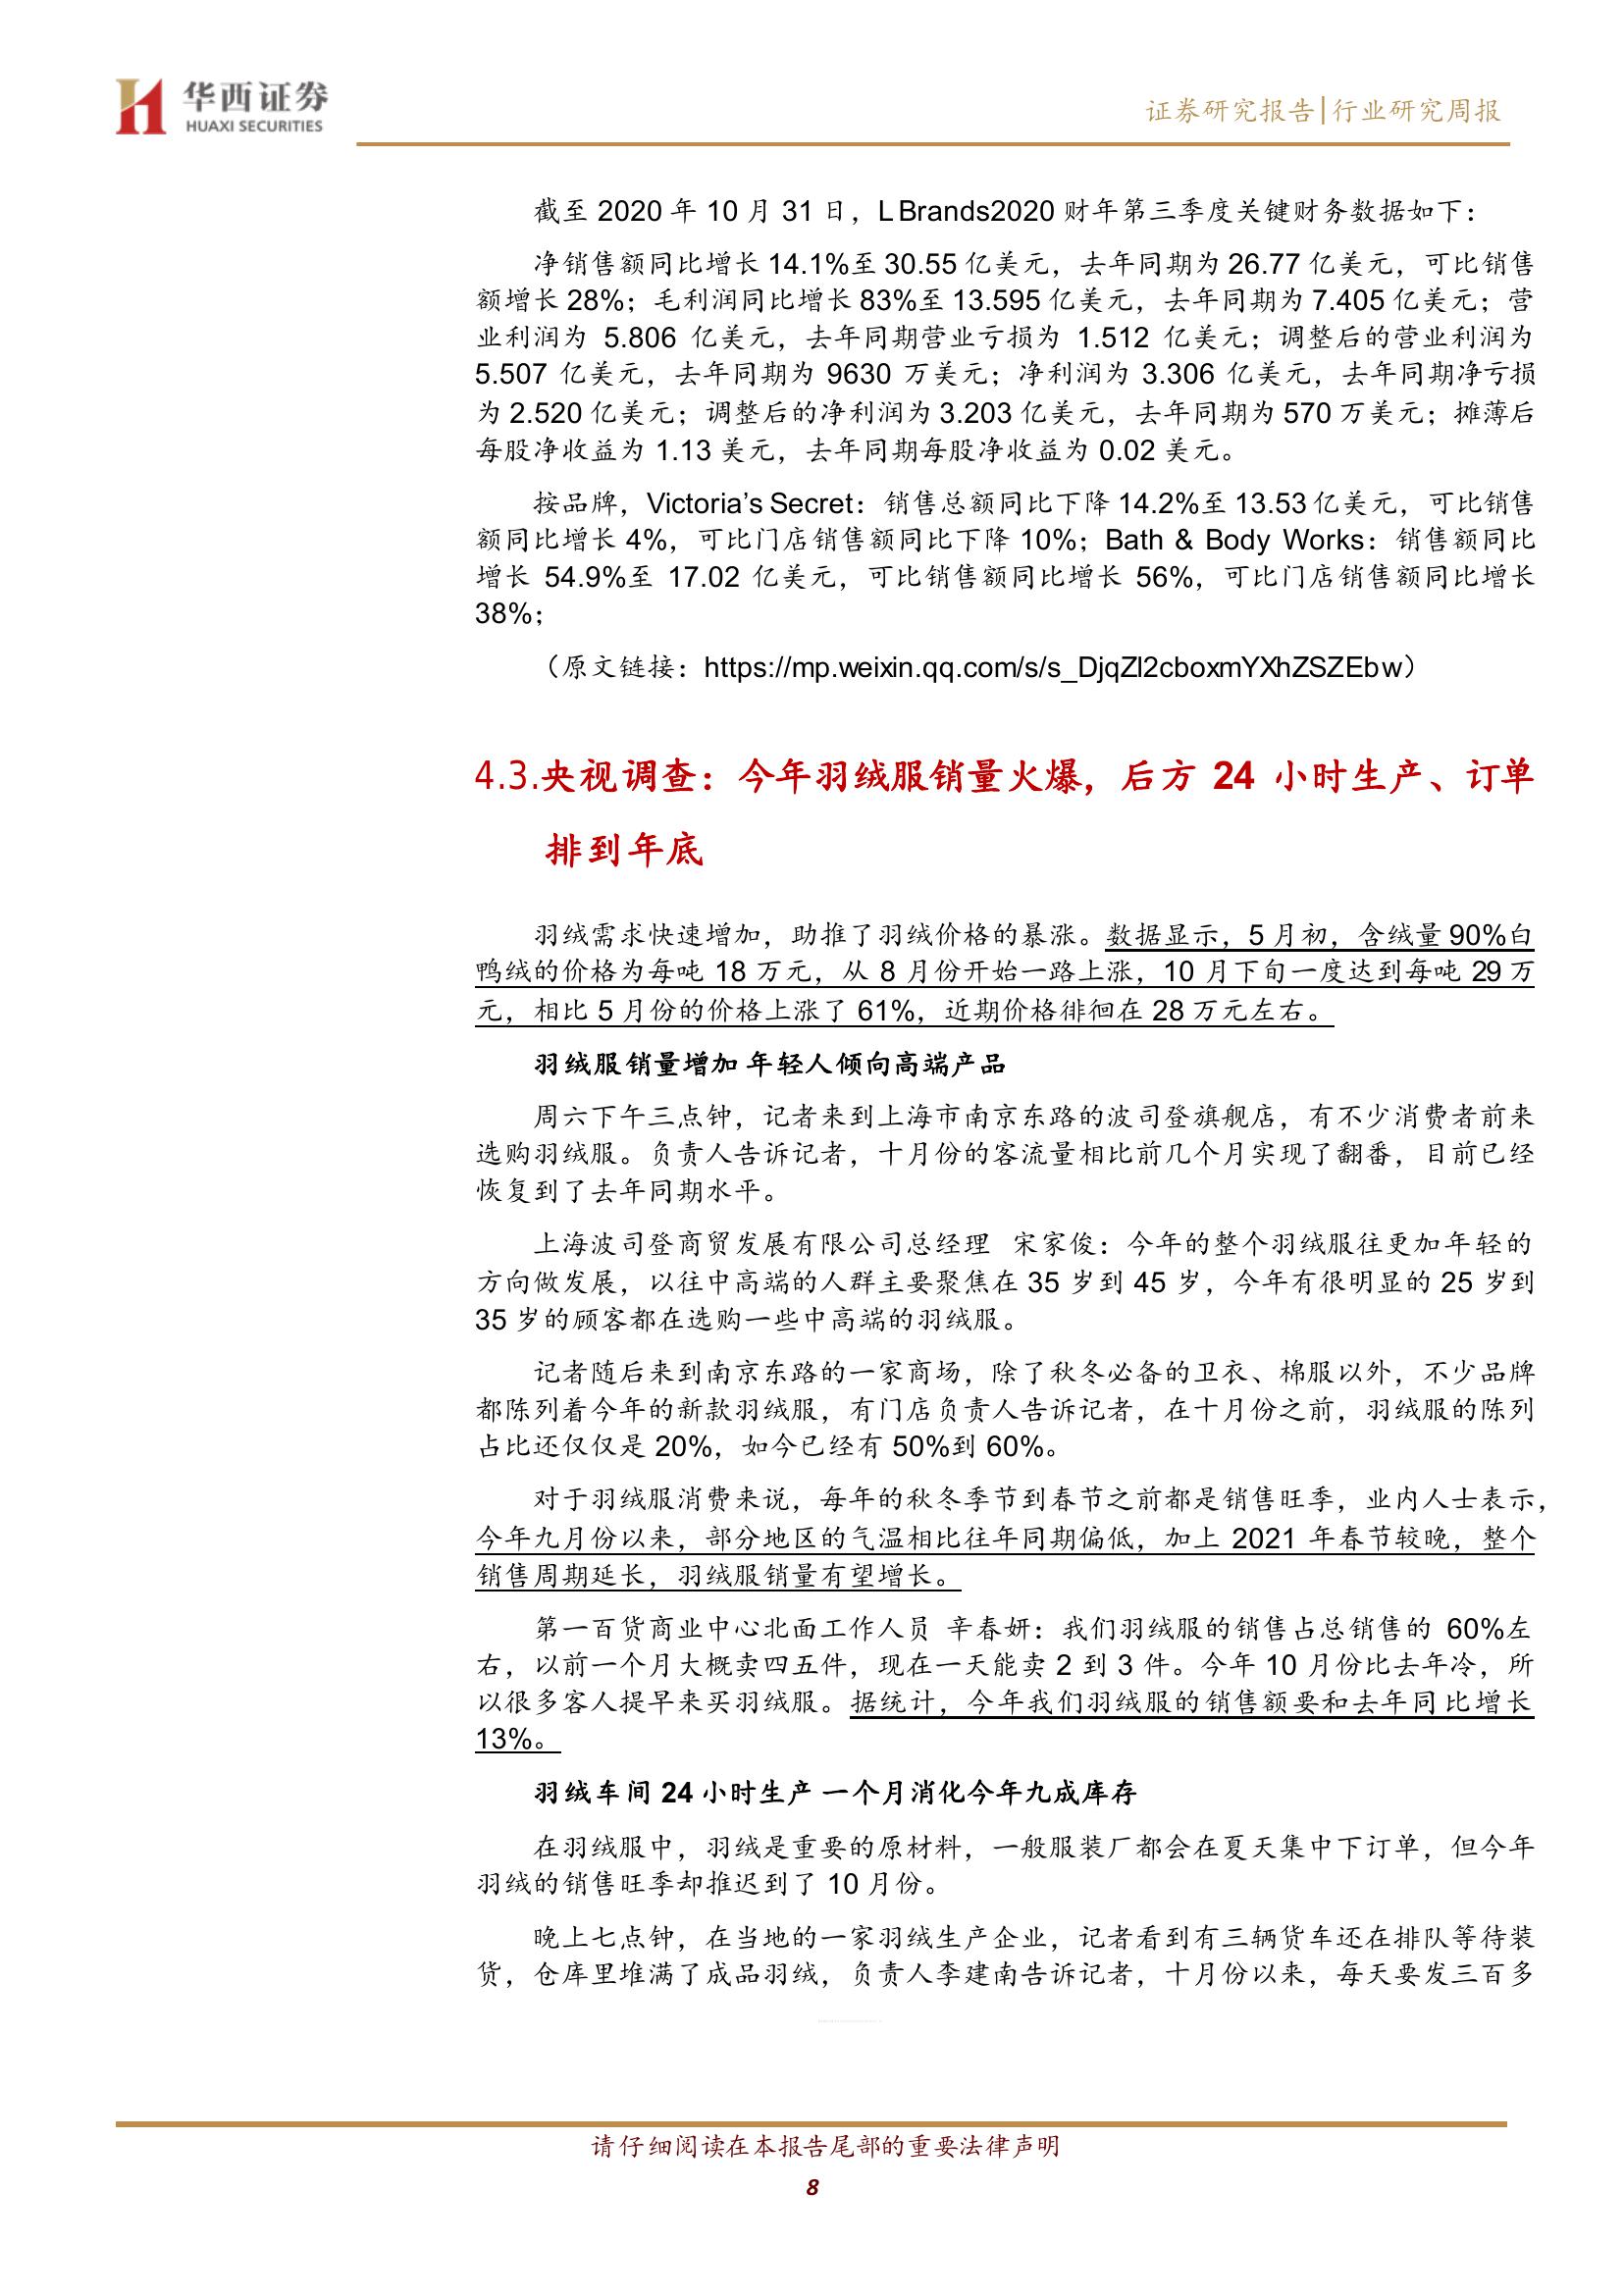 华西证券
HUAXI SECURITIES
证券研究报告|行业研究周报
截至 2020 年 10 月 31 日，L Brands2020 财年第三季度关键财务数据如下：
净销售额同比增长 14.1%至 30.55 亿美元，去年同期为 26.77 亿美元，可比销售
额增长 28%；毛利润同比增长 83%至 13.595 亿美元，去年同期为 7.405 亿美元；营
业利润为 5.806 亿美元，去年同期营业亏损为 1.512 亿美元；调整后的营业利润为
5.507 亿美元，去年同期为 9630 万美元；净利润为 3.306 亿美元，去年同期净亏损
为 2.520 亿美元；调整后的净利润为 3.203 亿美元，去年同期为 570 万美元；摊薄后
每股净收益为 1.13 美元，去年同期每股净收益为 0.02 美元。
按品牌，Victoria’s Secret：销售总额同比下降 14.2%至 13.53 亿美元，可比销售
额同比增长 4%，可比门店销售额同比下降 10%；Bath & Body Works：销售额同比
增长 54.9%至 17.02 亿美元，可比销售额同比增长 56%，可比门店销售额同比增长
38%；
（原文链接：https://mp.weixin.qq.com/s/s_DjqZl2cboxmYXhZSZEbw）
4.3.央视调查：今年羽绒服销量火爆，后方 24 小时生产、订单
排到年底
羽绒需求快速增加，助推了羽绒价格的暴涨。数据显示，5 月初，含绒量 90%白
鸭绒的价格为每吨 18 万元，从 8 月份开始一路上涨，10 月下旬一度达到每吨 29 万
元，相比 5 月份的价格上涨了 61%，近期价格徘徊在 28 万元左右。
羽绒服销量增加 年轻人倾向高端产品
周六下午三点钟，记者来到上海市南京东路的波司登旗舰店，有不少消费者前来
选购羽绒服。负责人告诉记者，十月份的客流量相比前几个月实现了翻番，目前已经
恢复到了去年同期水平。
上海波司登商贸发展有限公司总经理 宋家俊：今年的整个羽绒服往更加年轻的
方向做发展，以往中高端的人群主要聚焦在 35 岁到 45 岁，今年有很明显的 25 岁到
35 岁的顾客都在选购一些中高端的羽绒服。
记者随后来到南京东路的一家商场，除了秋冬必备的卫衣、棉服以外，不少品牌
都陈列着今年的新款羽绒服，有门店负责人告诉记者，在十月份之前，羽绒服的陈列
占比还仅仅是 20%，如今已经有 50%到 60%。
对于羽绒服消费来说，每年的秋冬季节到春节之前都是销售旺季，业内人士表示，
今年九月份以来，部分地区的气温相比往年同期偏低，加上 2021 年春节较晚，整个
销售周期延长，羽绒服销量有望增长。
第一百货商业中心北面工作人员 辛春妍：我们羽绒服的销售占总销售的 60%左
右，以前一个月大概卖四五件，现在一天能卖 2 到 3 件。今年 10 月份比去年冷，所
以很多客人提早来买羽绒服。据统计，今年我们羽绒服的销售额要和去年同比增长
13%。
羽绒车间 24 小时生产 一个月消化今年九成库存
在羽绒服中，羽绒是重要的原材料，一般服装厂都会在夏天集中下订单，但今年
羽绒的销售旺季却推迟到了 10 月份。
晚上七点钟，在当地的一家羽绒生产企业，记者看到有三辆货车还在排队等待装
货，仓库里堆满了成品羽绒，负责人李建南告诉记者，十月份以来，每天要发三百多
请仔细阅读在本报告尾部的重要法律声明
8